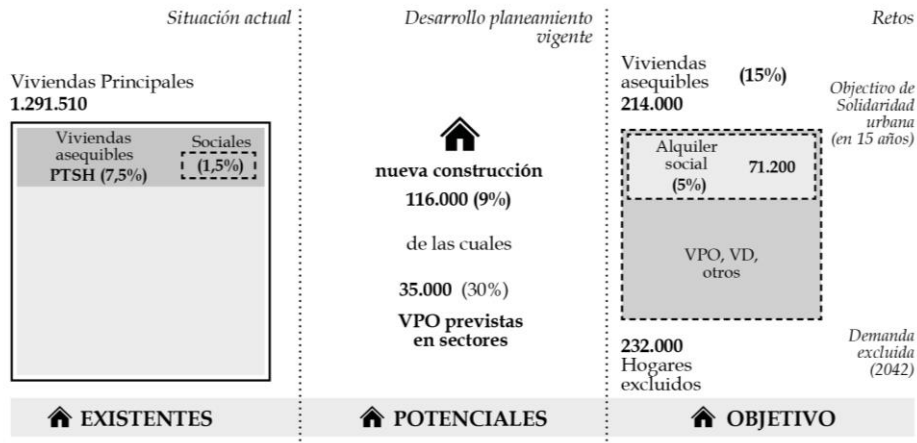 Situación actual
Viviendas Principales
1.291.510
Viviendas
asequibles
PTSH (7,5%)
Sociales
(1,5%)
EXISTENTES
Desarrollo planeamiento
vigente
nueva construcción
116.000 (9%)
de las cuales
35.000 (30%)
VPO previstas
en sectores
POTENCIALES
Retos
Viviendas
asequibles
(15%)
214.000
Objectivo de
Solidaridad
urbana
(en 15 años)
Alquiler
social
(5%)
71.200
VPO, VD,
otros
232.000
Hogares
excluidos
Demanda
excluida
(2042)
OBJETIVO